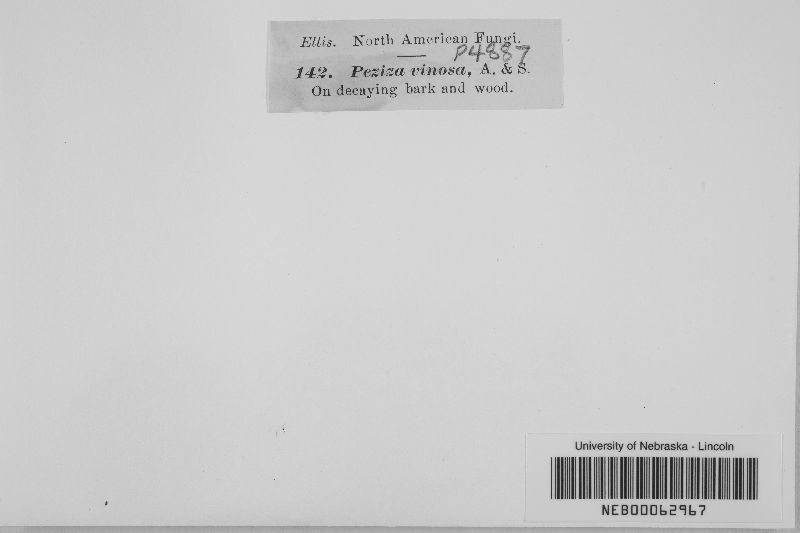 Ellis. North American Fungi.
P4887
142. Peziza vinosa, A. & S.
On decaying bark and wood.
University of Nebraska - Lincoln
NEB00062967